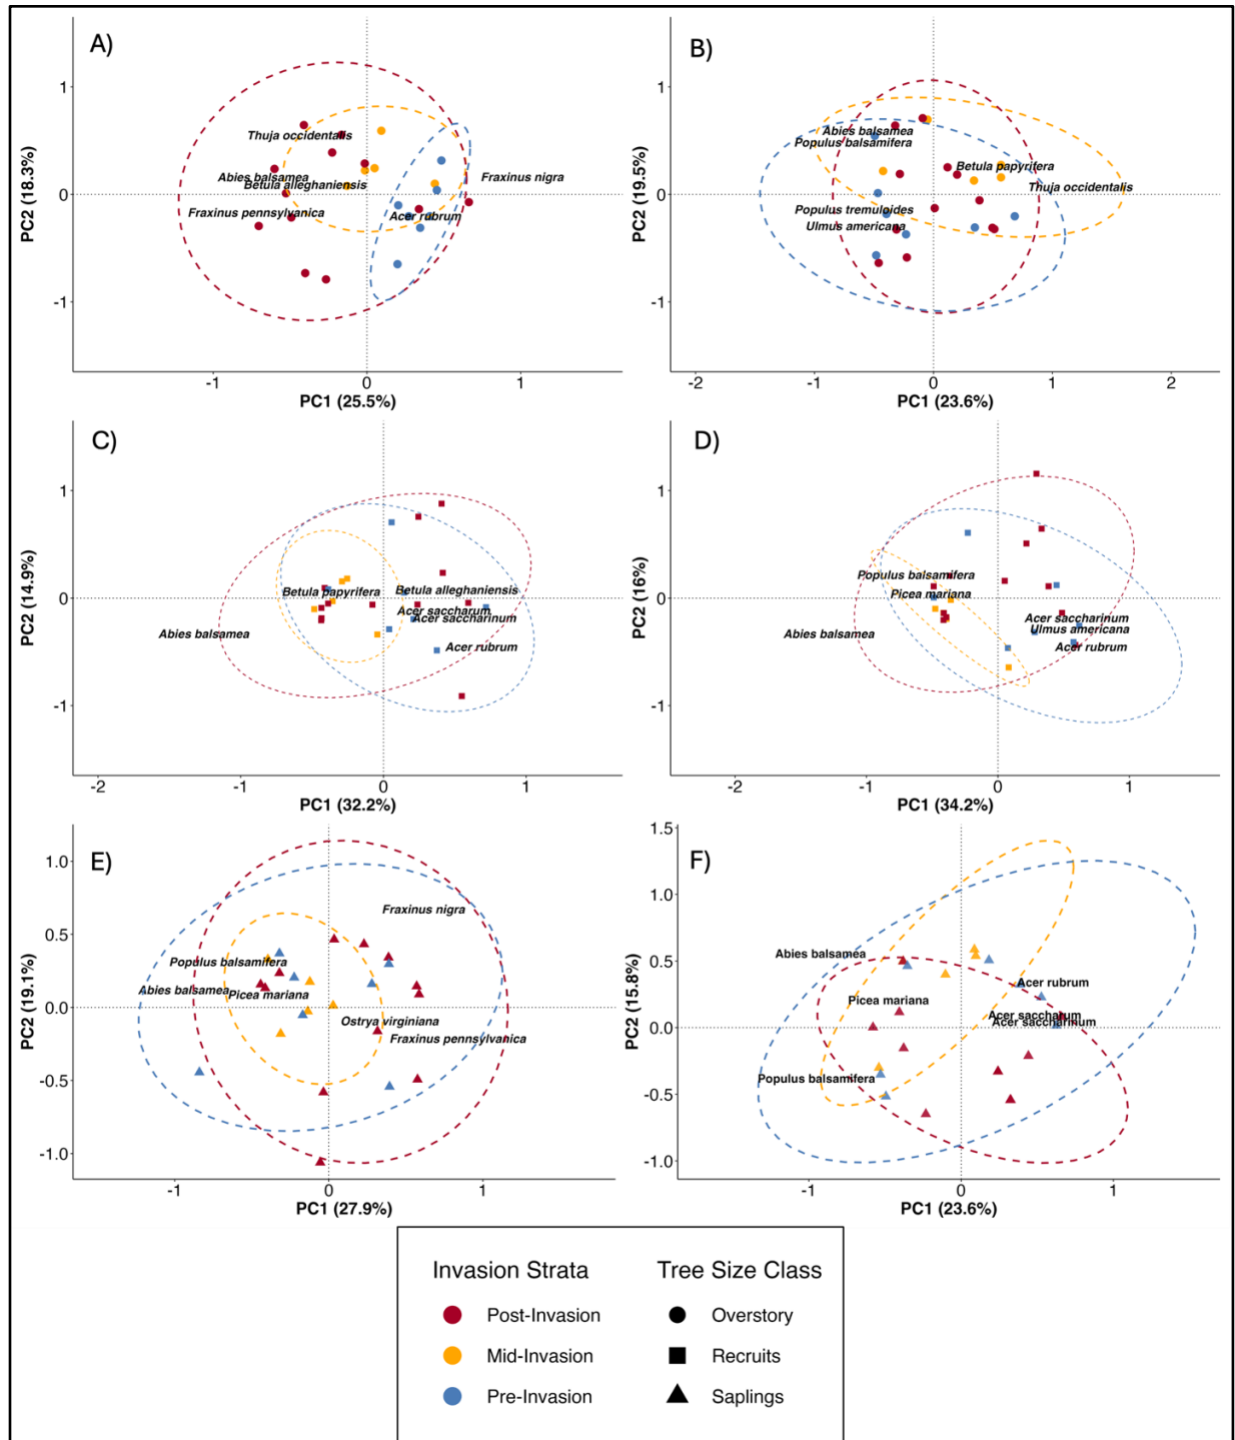 A)
1
0
-1
-1
0
1
PC2 (18.3%)
PC1 (25.5%)
Thuja occidentalis
Abies balsamea
Betula alleghaniensis
Fraxinus nigra
Fraxinus pennsylvanica
Acer rubrum
B)
1
0
-1
-2
-1
0
1
2
PC2 (19.5%)
PC1 (23.6%)
Abies balsamea
Populus balsamifera
Betula papyrifera
Thuja occidentalis
Populus tremuloides
Ulmus americana
C)
1
0
-1
-2
-1
0
1
PC2 (14.9%)
PC1 (32.2%)
Betula papyrifera
Betula alleghaniensis
Acer saccharum
Acer saccharinum
Abies balsamea
Acer rubrum
D)
1
0
-1
-2
-1
0
1
PC2 (16%)
PC1 (34.2%)
Populus balsamifera
Picea mariana
Acer saccharinum
Ulmus americana
Abies balsamea
Acer rubrum
E)
1.0
0.5
0.0
-0.5
-1.0
-1
0
1
PC2 (19.1%)
PC1 (27.9%)
Fraxinus nigra
Populus balsamifera
Abies balsamea
Picea mariana
Ostrya virginiana
Fraxinus pennsylvanica
F)
1.5
1.0
0.5
0.0
-0.5
-1.0
-1
0
1
PC2 (15.8%)
PC1 (23.6%)
Abies balsamea
Acer rubrum
Picea mariana
Acer saccharum
Acer saccharinum
Populus balsamifera
Invasion Strata
Post-Invasion
Mid-Invasion
Pre-Invasion
Tree Size Class
Overstory
Recruits
Saplings